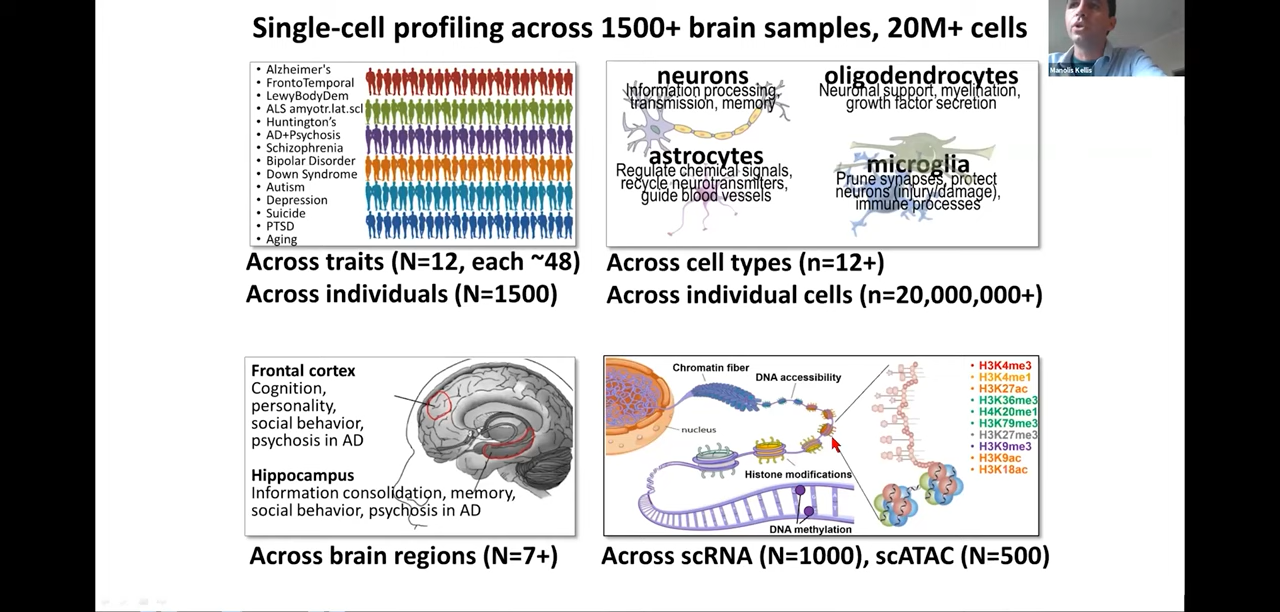 Single-cell profiling across 1500+ brain samples, 20M+ cells
Manolis Kellis
• Alzheimer's
• FrontoTemporal
• LewyBodyDem
• ALS amyotr.lat.scl
• Huntington's
• AD+Psychosis
• Schizophrenia
• Bipolar Disorder
• Down Syndrome
• Autism
• Depression
• Suicide
• PTSD
• Aging
Across traits (N=12, each ~48)
Across individuals (N=1500)
neurons
Information processing,
transmission, memory
oligodendrocytes
Neuronal support, myelination,
growth factor secretion
astrocytes
Regulate chemical signals,
recycle neurotransmiters,
guide blood vessels
microglia
Prune synapses, protect
neurons (injury/damage),
immune processes
Across cell types (n=12+)
Across individual cells (n=20,000,000+)
Frontal cortex
Cognition,
personality,
social behavior,
psychosis in AD
Hippocampus
Information consolidation, memory,
social behavior, psychosis in AD
Across brain regions (N=7+)
Chromatin fiber
DNA accessibility
nucleus
Histone modifications
DNA methylation
• H3K4me3
• H3K4me1
• H3K27ac
• H3K36me3
• H4K20me1
• H3K79me3
• H3K27me3
• H3K9me3
• H3K9ac
• H3K18ac
Across scRNA (N=1000), scATAC (N=500)